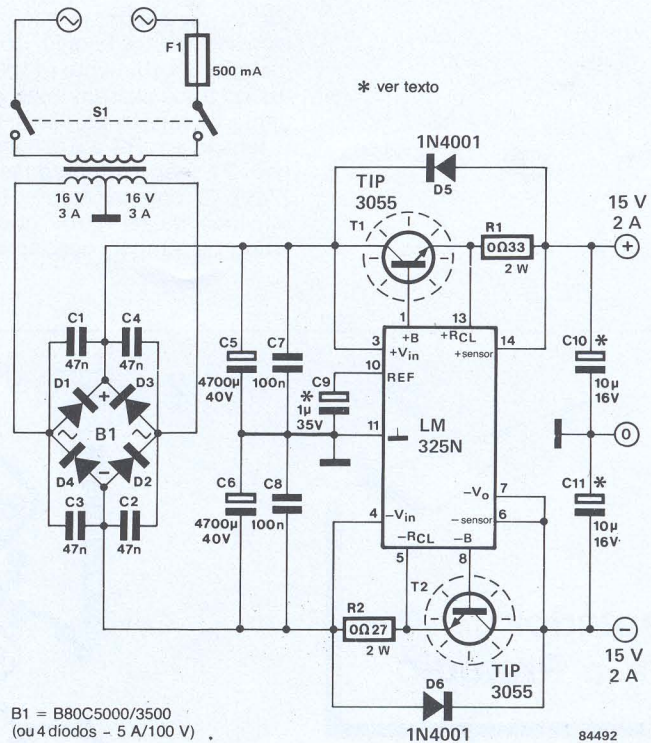 F1
500 mA
* ver texto
S1
1N4001
D5
TIP
3055
T1
R1
0Ω33
2 W
15 V
2 A
+
16 V
3 A
16 V
3 A
1
13
+B
+RCL
3
+Vin
14
+sensor
C1
47n
C4
47n
C5
4700µ
40V
C7
100n
10
REF
C9
*
1µ
35V
C10
*
10µ
16V
D1
D3
+
B1
11
LM
325N
0
D4
D2
−
C3
47n
C2
47n
C6
4700µ
40V
C8
100n
7
−Vo
4
−Vin
6
−sensor
C11
*
10µ
16V
−RCL
−B
5
8
R2
0Ω27
2 W
T2
TIP
3055
−
15 V
2 A
D6
1N4001
B1 = B80C5000/3500
(ou 4 díodos – 5 A/100 V)
84492